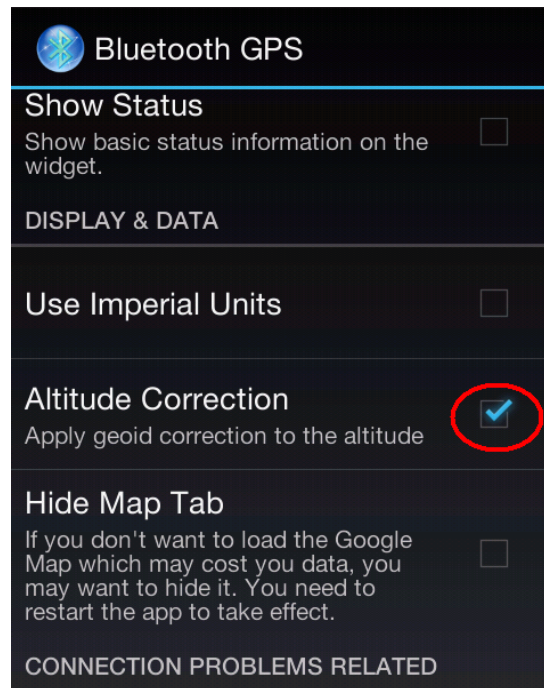 Bluetooth GPS
Show Status
Show basic status information on the
widget.
DISPLAY & DATA
Use Imperial Units
Altitude Correction
Apply geoid correction to the altitude
Hide Map Tab
If you don't want to load the Google
Map which may cost you data, you
may want to hide it. You need to
restart the app to take effect.
CONNECTION PROBLEMS RELATED